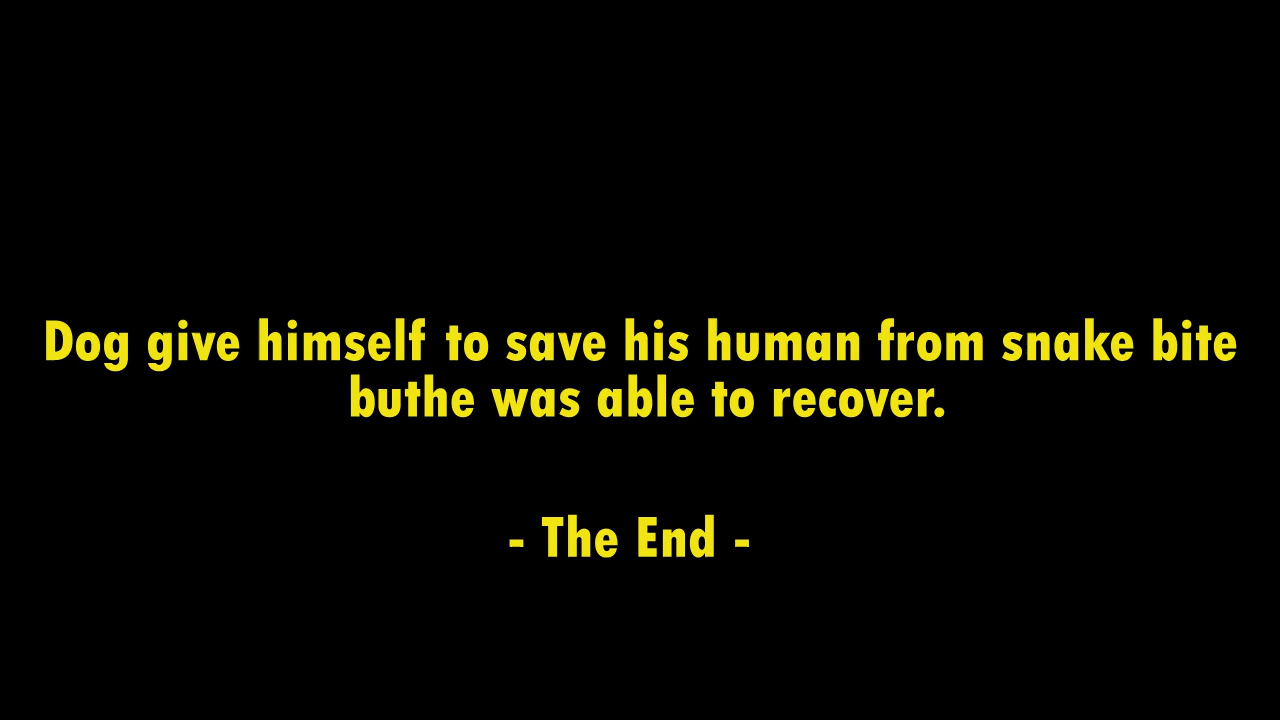 Dog give himself to save his human from snake bite
buthe was able to recover.
- The End -